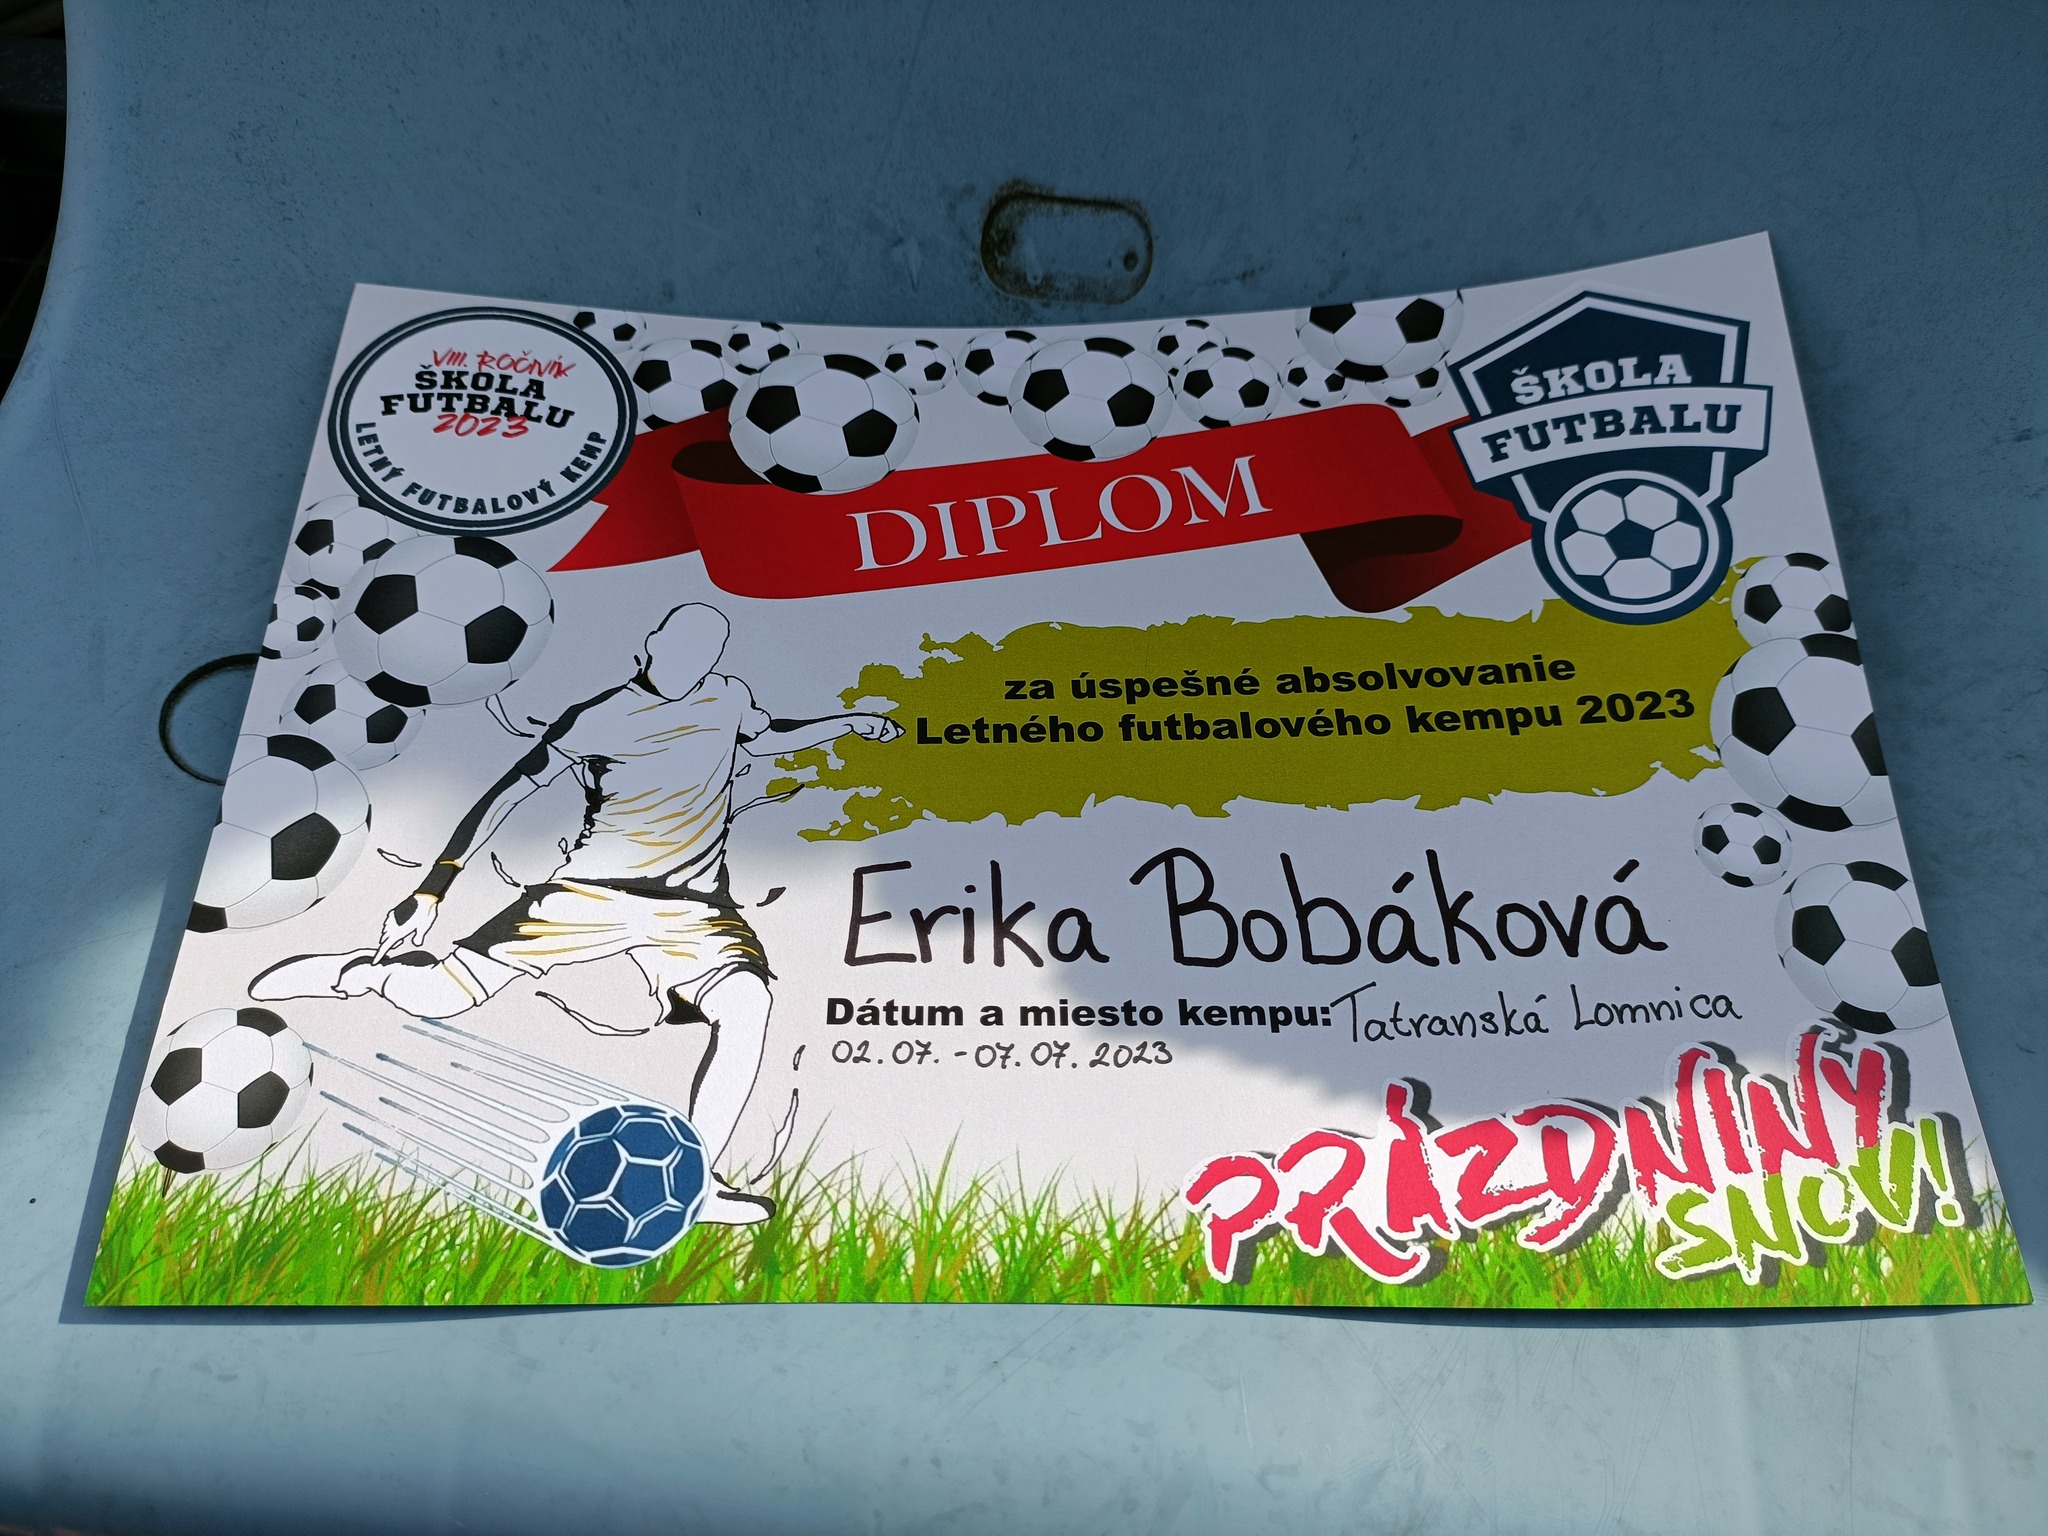 VIII. ROČNÍK
ŠKOLA
FUTBALU
2023
LETNÝ FUTBALOVÝ KEMP
ŠKOLA
FUTBALU
DIPLOM
za úspešné absolvovanie
Letného futbalového kempu 2023
Erika Bobáková
Dátum a miesto kempu: Tatranská Lomnica
02.07. - 07.07. 2023
PRÁZDNINY
SNOV!